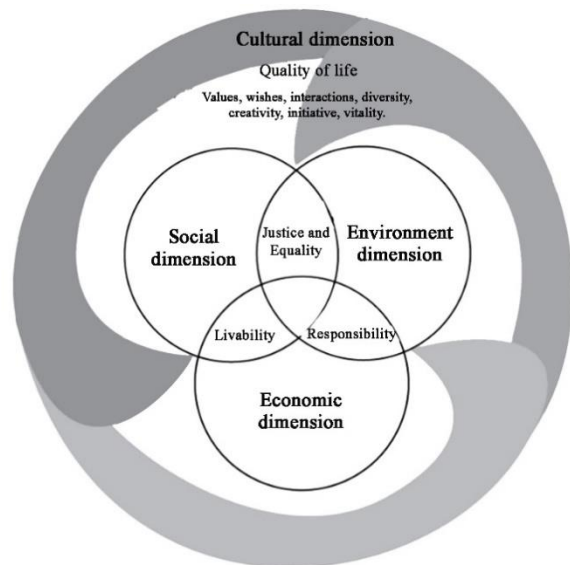 Cultural dimension
Quality of life
Values, wishes, interactions, diversity,
creativity, initiative, vitality.
Social
dimension
Justice and
Equality
Environment
dimension
Livability
Responsibility
Economic
dimension